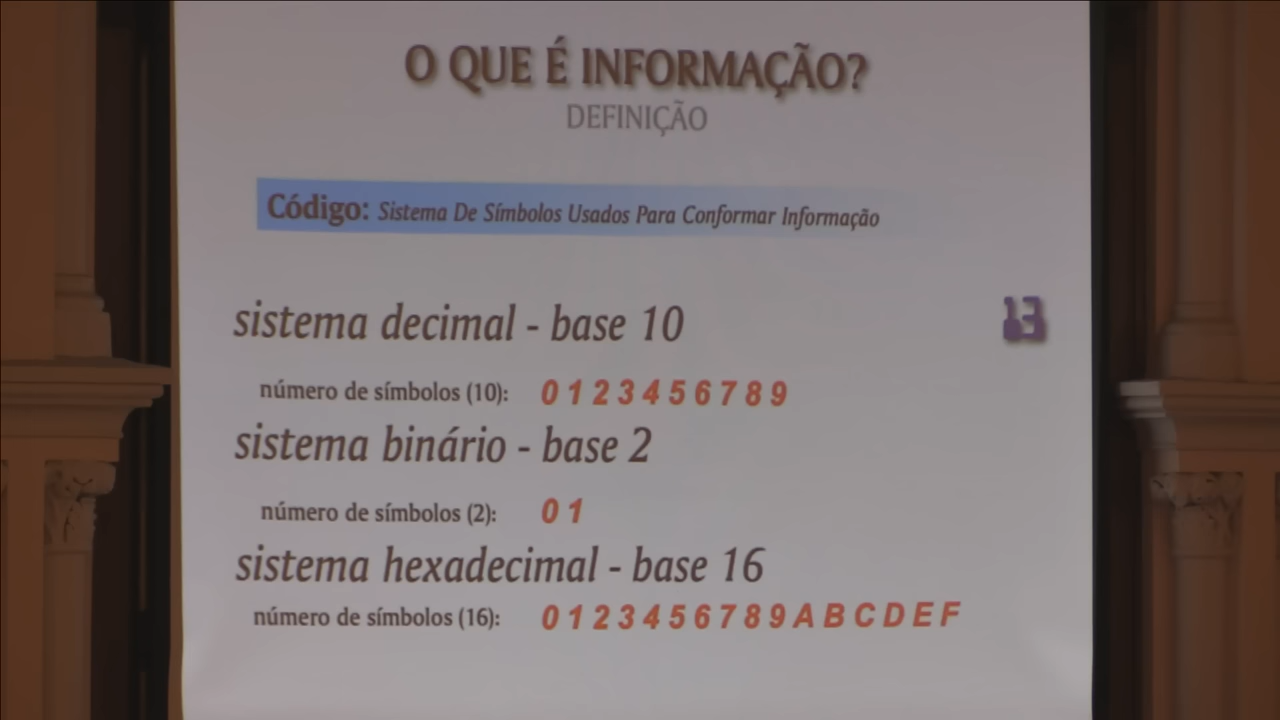 O QUE É INFORMAÇÃO?
DEFINIÇÃO
Código: Sistema De Símbolos Usados Para Conformar Informação
sistema decimal - base 10
13
número de símbolos (10): 0 1 2 3 4 5 6 7 8 9
sistema binário - base 2
número de símbolos (2): 0 1
sistema hexadecimal - base 16
número de símbolos (16): 0 1 2 3 4 5 6 7 8 9 A B C D E F